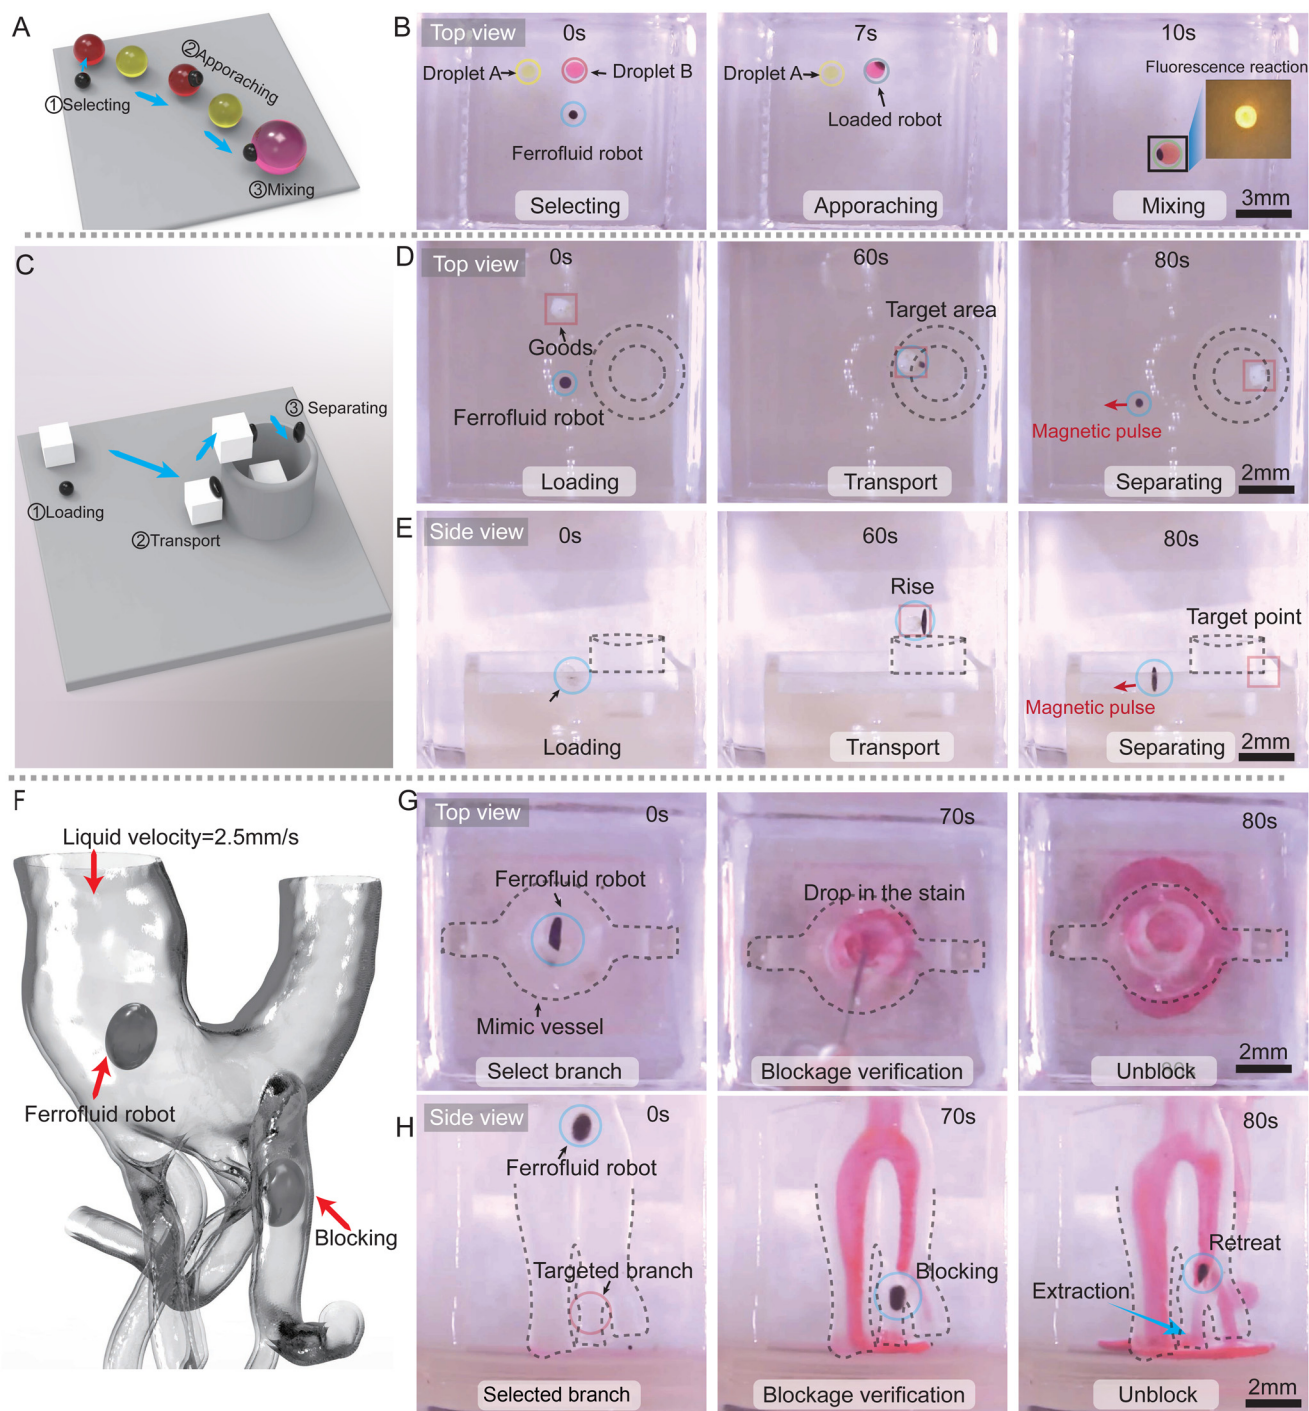 A
①Selecting
②Apporaching
③Mixing
B
Top view
0s
Droplet A
Droplet B
Ferrofluid robot
Selecting
7s
Droplet A
Loaded robot
Apporaching
10s
Fluorescence reaction
Mixing
3mm
C
①Loading
②Transport
③ Separating
D
Top view
0s
Goods
Ferrofluid robot
Loading
60s
Target area
Transport
80s
Magnetic pulse
Separating
2mm
E
Side view
0s
Loading
60s
Rise
Transport
80s
Target point
Magnetic pulse
Separating
2mm
F
Liquid velocity=2.5mm/s
Ferrofluid robot
Blocking
G
Top view
0s
Ferrofluid robot
Mimic vessel
Select branch
70s
Drop in the stain
Blockage verification
80s
Unblock
2mm
H
Side view
0s
Ferrofluid robot
Targeted branch
Selected branch
70s
Blocking
Blockage verification
80s
Retreat
Extraction
Unblock
2mm